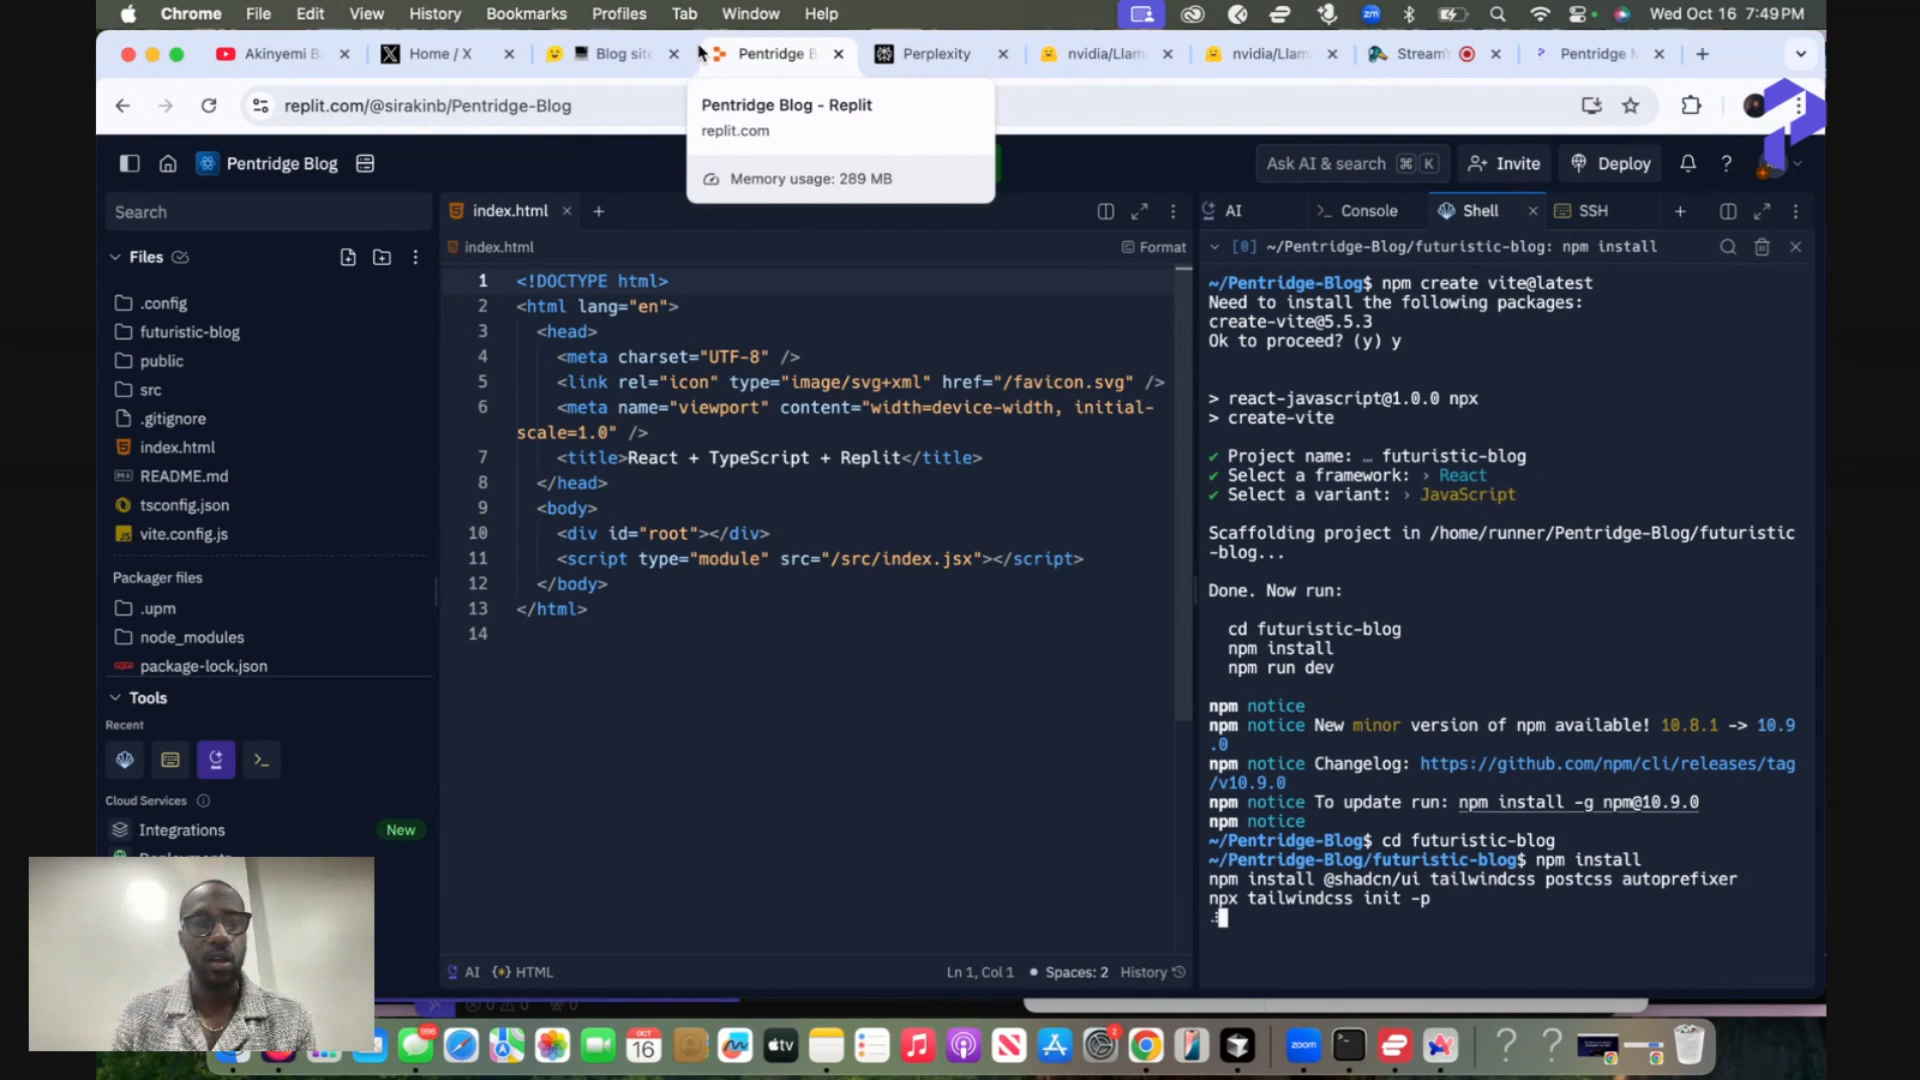 Chrome File Edit View History Bookmarks Profiles Tab Window Help
zm
Wed Oct 16 7:49 PM
Akinyemi B
Home / X
Blog site
Pentridge B
Perplexity
nvidia/Llam
nvidia/Llam
Stream
Pentridge M
replit.com/@sirakinb/Pentridge-Blog
Pentridge Blog - Replit
replit.com
Memory usage: 289 MB
Pentridge Blog
Ask AI & search ⌘ K
Invite
Deploy
Search
index.html
AI
Console
Shell
SSH
Files
index.html
Format
[0] ~/Pentridge-Blog/futuristic-blog: npm install
.config
futuristic-blog
public
src
.gitignore
index.html
README.md
tsconfig.json
vite.config.js
Packager files
.upm
node_modules
package-lock.json
Tools
Recent
Cloud Services
Integrations New
Deployments
1 <!DOCTYPE html>
2 <html lang="en">
3 <head>
4 <meta charset="UTF-8" />
5 <link rel="icon" type="image/svg+xml" href="/favicon.svg" />
6 <meta name="viewport" content="width=device-width, initial-
scale=1.0" />
7 <title>React + TypeScript + Replit</title>
8 </head>
9 <body>
10 <div id="root"></div>
11 <script type="module" src="/src/index.jsx"></script>
12 </body>
13 </html>
14
AI {•} HTML
Ln 1, Col 1 • Spaces: 2 History
~/Pentridge-Blog$ npm create vite@latest
Need to install the following packages:
create-vite@5.5.3
Ok to proceed? (y) y
> react-javascript@1.0.0 npx
> create-vite
✔ Project name: … futuristic-blog
✔ Select a framework: › React
✔ Select a variant: › JavaScript
Scaffolding project in /home/runner/Pentridge-Blog/futuristic
-blog...
Done. Now run:
cd futuristic-blog
npm install
npm run dev
npm notice
npm notice New minor version of npm available! 10.8.1 -> 10.9
.0
npm notice Changelog: https://github.com/npm/cli/releases/tag
/v10.9.0
npm notice To update run: npm install -g npm@10.9.0
npm notice
~/Pentridge-Blog$ cd futuristic-blog
~/Pentridge-Blog/futuristic-blog$ npm install
npm install @shadcn/ui tailwindcss postcss autoprefixer
npx tailwindcss init -p
996
OCT
16
tv
2
zoom